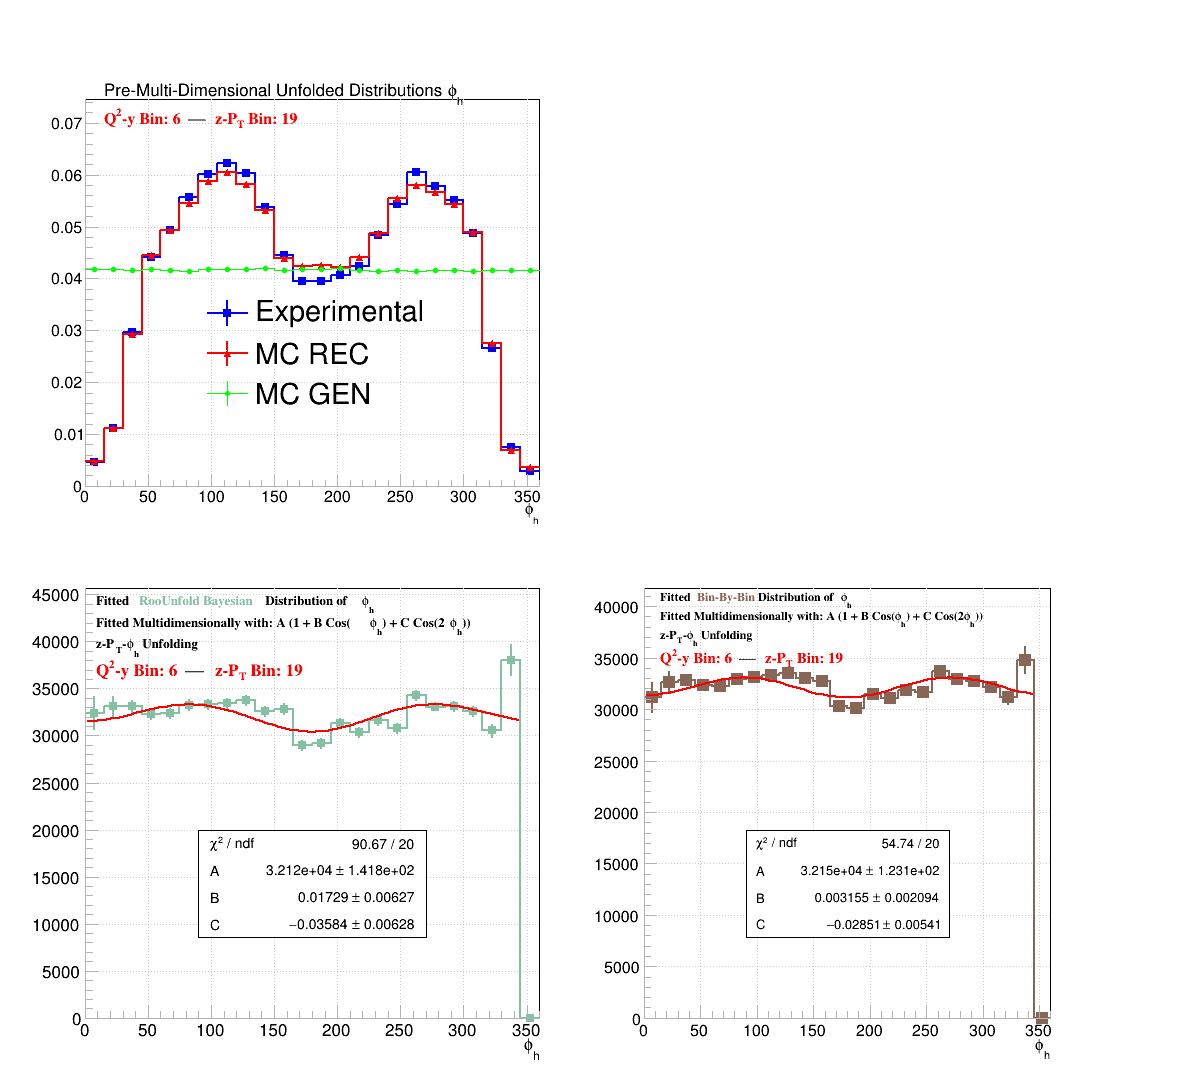 Pre-Multi-Dimensional Unfolded Distributions ϕh
Q2-y Bin: 6 — z-PT Bin: 19
0.07
0.06
0.05
0.04
0.03
0.02
0.01
0
Experimental
MC REC
MC GEN
0 50 100 150 200 250 300 350
ϕh
Fitted RooUnfold Bayesian Distribution of ϕh
Fitted Multidimensionally with: A (1 + B Cos( ϕh) + C Cos(2 ϕh))
z-PT-ϕh Unfolding
Q2-y Bin: 6 — z-PT Bin: 19
45000
40000
35000
30000
25000
20000
15000
10000
5000
0
χ2 / ndf 90.67 / 20
A 3.212e+04 ± 1.418e+02
B 0.01729 ± 0.00627
C −0.03584 ± 0.00628
0 50 100 150 200 250 300 350
ϕh
Fitted Bin-By-Bin Distribution of ϕh
Fitted Multidimensionally with: A (1 + B Cos(ϕh) + C Cos(2ϕh))
z-PT-ϕh Unfolding
Q2-y Bin: 6 — z-PT Bin: 19
40000
35000
30000
25000
20000
15000
10000
5000
0
χ2 / ndf 54.74 / 20
A 3.215e+04 ± 1.231e+02
B 0.003155 ± 0.002094
C −0.02851 ± 0.00541
0 50 100 150 200 250 300 350
ϕh